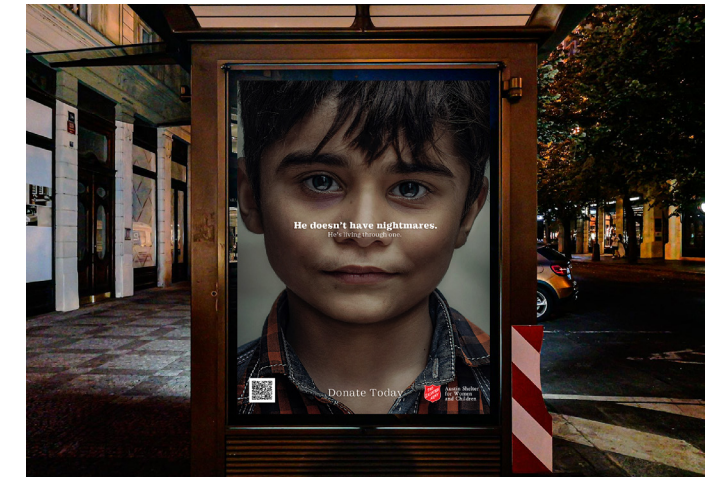 He doesn't have nightmares.
He's living through one.
Donate Today
Austin Shelter
for Women
and Children